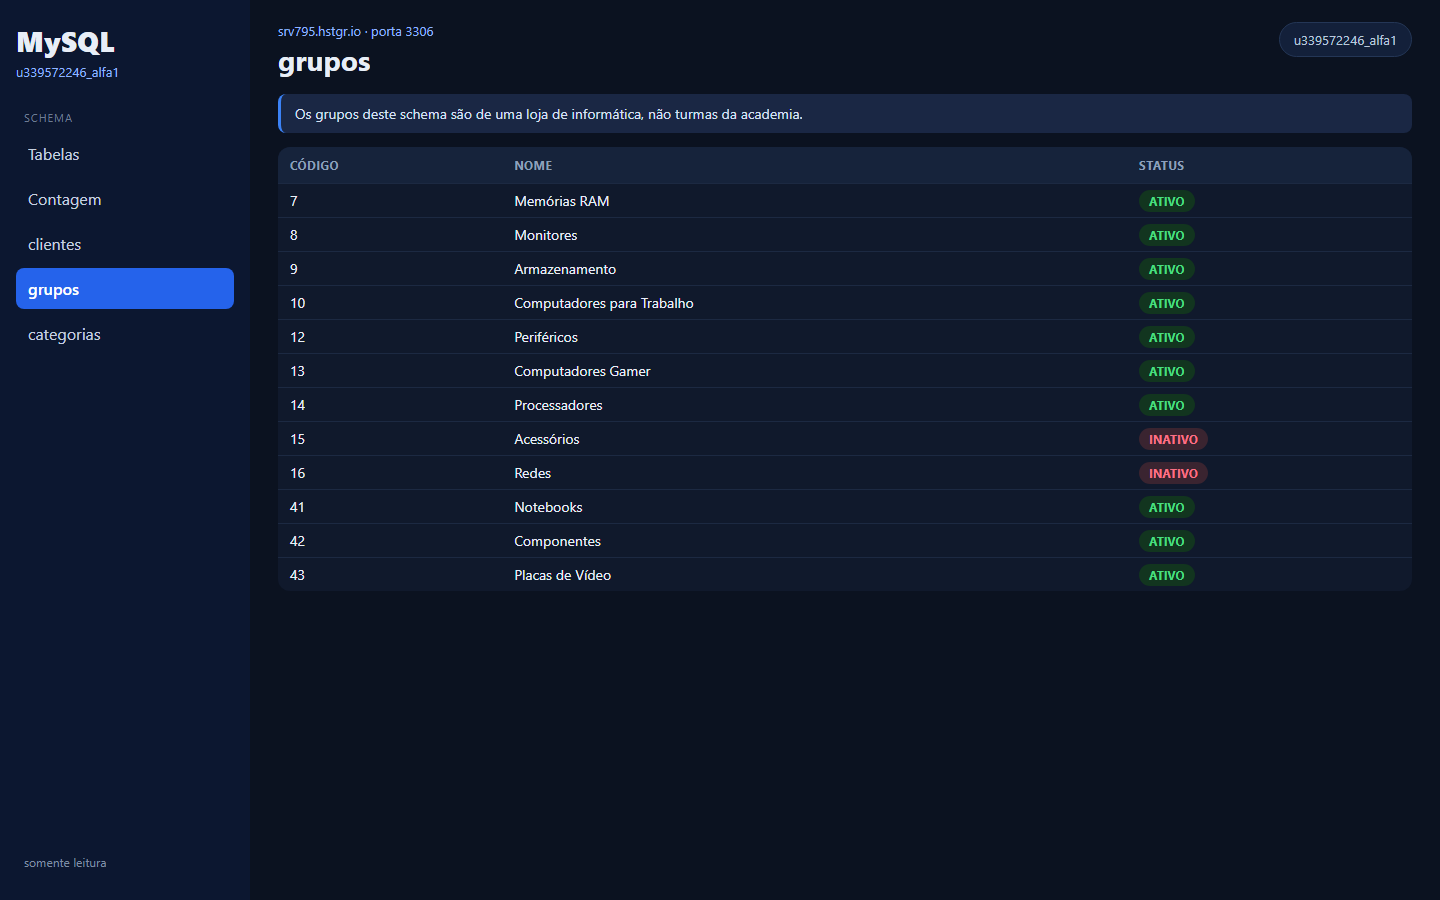 MySQL
u339572246_alfa1
SCHEMA
Tabelas
Contagem
clientes
grupos
categorias
somente leitura
srv795.hstgr.io · porta 3306
grupos
u339572246_alfa1
Os grupos deste schema são de uma loja de informática, não turmas da academia.
CÓDIGO NOME STATUS
7 Memórias RAM ATIVO
8 Monitores ATIVO
9 Armazenamento ATIVO
10 Computadores para Trabalho ATIVO
12 Periféricos ATIVO
13 Computadores Gamer ATIVO
14 Processadores ATIVO
15 Acessórios INATIVO
16 Redes INATIVO
41 Notebooks ATIVO
42 Componentes ATIVO
43 Placas de Vídeo ATIVO